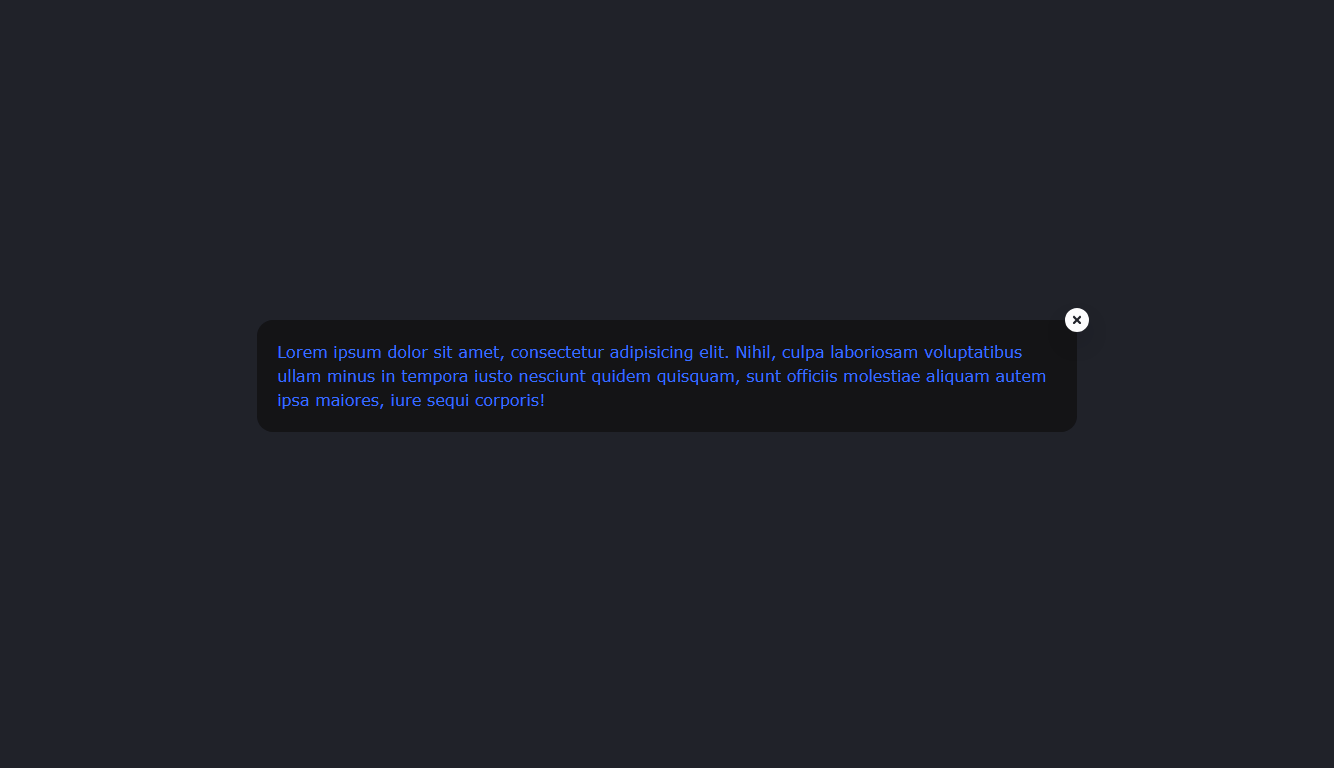 Lorem ipsum dolor sit amet, consectetur adipisicing elit. Nihil, culpa laboriosam voluptatibus
ullam minus in tempora iusto nesciunt quidem quisquam, sunt officiis molestiae aliquam autem
ipsa maiores, iure sequi corporis!